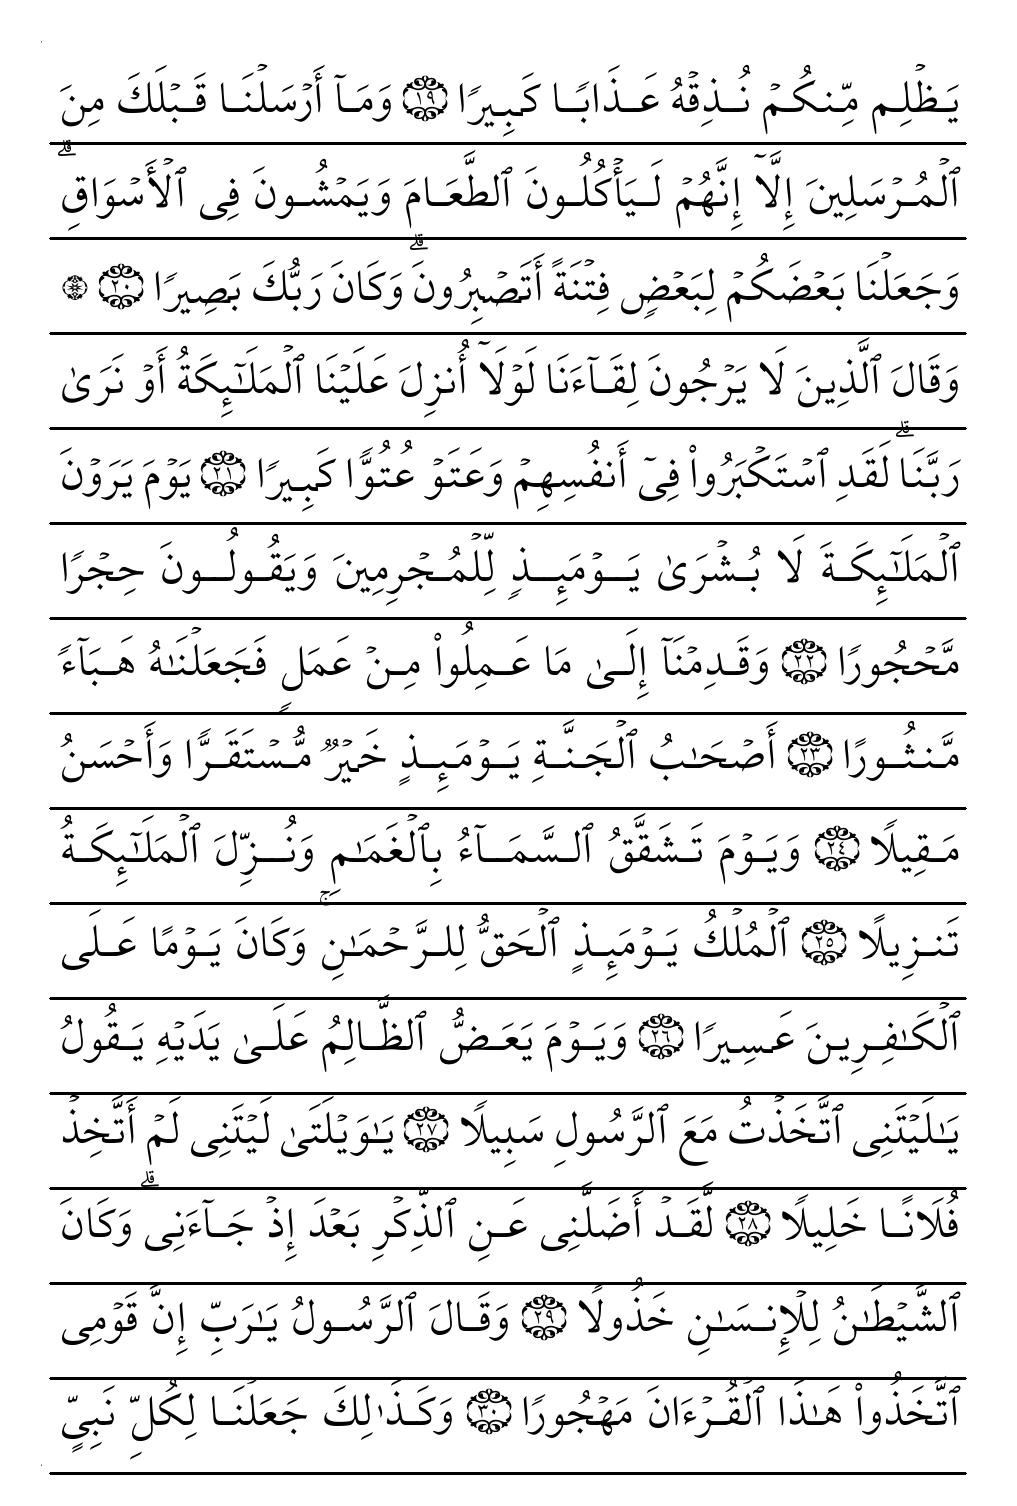 يَظۡلِم مِّنكُمۡ نُذِقۡهُ عَذَابًا كَبِيرًا ١٩ وَمَآ أَرۡسَلۡنَا قَبۡلَكَ مِنَ
ٱلۡمُرۡسَلِينَ إِلَّآ إِنَّهُمۡ لَيَأۡكُلُونَ ٱلطَّعَامَ وَيَمۡشُونَ فِى ٱلۡأَسۡوَاقِۗ
وَجَعَلۡنَا بَعۡضَكُمۡ لِبَعۡضٍ فِتۡنَةً أَتَصۡبِرُونَۗ وَكَانَ رَبُّكَ بَصِيرًا ٢٠ ۞
وَقَالَ ٱلَّذِينَ لَا يَرۡجُونَ لِقَآءَنَا لَوۡلَآ أُنزِلَ عَلَيۡنَا ٱلۡمَلَـٰٓئِكَةُ أَوۡ نَرَىٰ
رَبَّنَاۗ لَقَدِ ٱسۡتَكۡبَرُواْ فِىٓ أَنفُسِهِمۡ وَعَتَوۡ عُتُوًّا كَبِيرًا ٢١ يَوۡمَ يَرَوۡنَ
ٱلۡمَلَـٰٓئِكَةَ لَا بُشۡرَىٰ يَوۡمَئِذٍ لِّلۡمُجۡرِمِينَ وَيَقُولُونَ حِجۡرًا
مَّحۡجُورًا ٢٢ وَقَدِمۡنَآ إِلَىٰ مَا عَمِلُواْ مِنۡ عَمَلٍ فَجَعَلۡنَـٰهُ هَبَآءً
مَّنثُورًا ٢٣ أَصۡحَـٰبُ ٱلۡجَنَّةِ يَوۡمَئِذٍ خَيۡرٌ مُّسۡتَقَرًّا وَأَحۡسَنُ
مَقِيلًا ٢٤ وَيَوۡمَ تَشَقَّقُ ٱلسَّمَآءُ بِٱلۡغَمَـٰمِ وَنُزِّلَ ٱلۡمَلَـٰٓئِكَةُ
تَنزِيلًا ٢٥ ٱلۡمُلۡكُ يَوۡمَئِذٍ ٱلۡحَقُّ لِلرَّحۡمَـٰنِۚ وَكَانَ يَوۡمًا عَلَى
ٱلۡكَـٰفِرِينَ عَسِيرًا ٢٦ وَيَوۡمَ يَعَضُّ ٱلظَّالِمُ عَلَىٰ يَدَيۡهِ يَقُولُ
يَـٰلَيۡتَنِى ٱتَّخَذۡتُ مَعَ ٱلرَّسُولِ سَبِيلًا ٢٧ يَـٰوَيۡلَتَىٰ لَيۡتَنِى لَمۡ أَتَّخِذۡ
فُلَانًا خَلِيلًا ٢٨ لَّقَدۡ أَضَلَّنِى عَنِ ٱلذِّكۡرِ بَعۡدَ إِذۡ جَآءَنِىۗ وَكَانَ
ٱلشَّيۡطَـٰنُ لِلۡإِنسَـٰنِ خَذُولًا ٢٩ وَقَالَ ٱلرَّسُولُ يَـٰرَبِّ إِنَّ قَوۡمِى
ٱتَّخَذُواْ هَـٰذَا ٱلۡقُرۡءَانَ مَهۡجُورًا ٣٠ وَكَذَٰلِكَ جَعَلۡنَا لِكُلِّ نَبِىٍّ